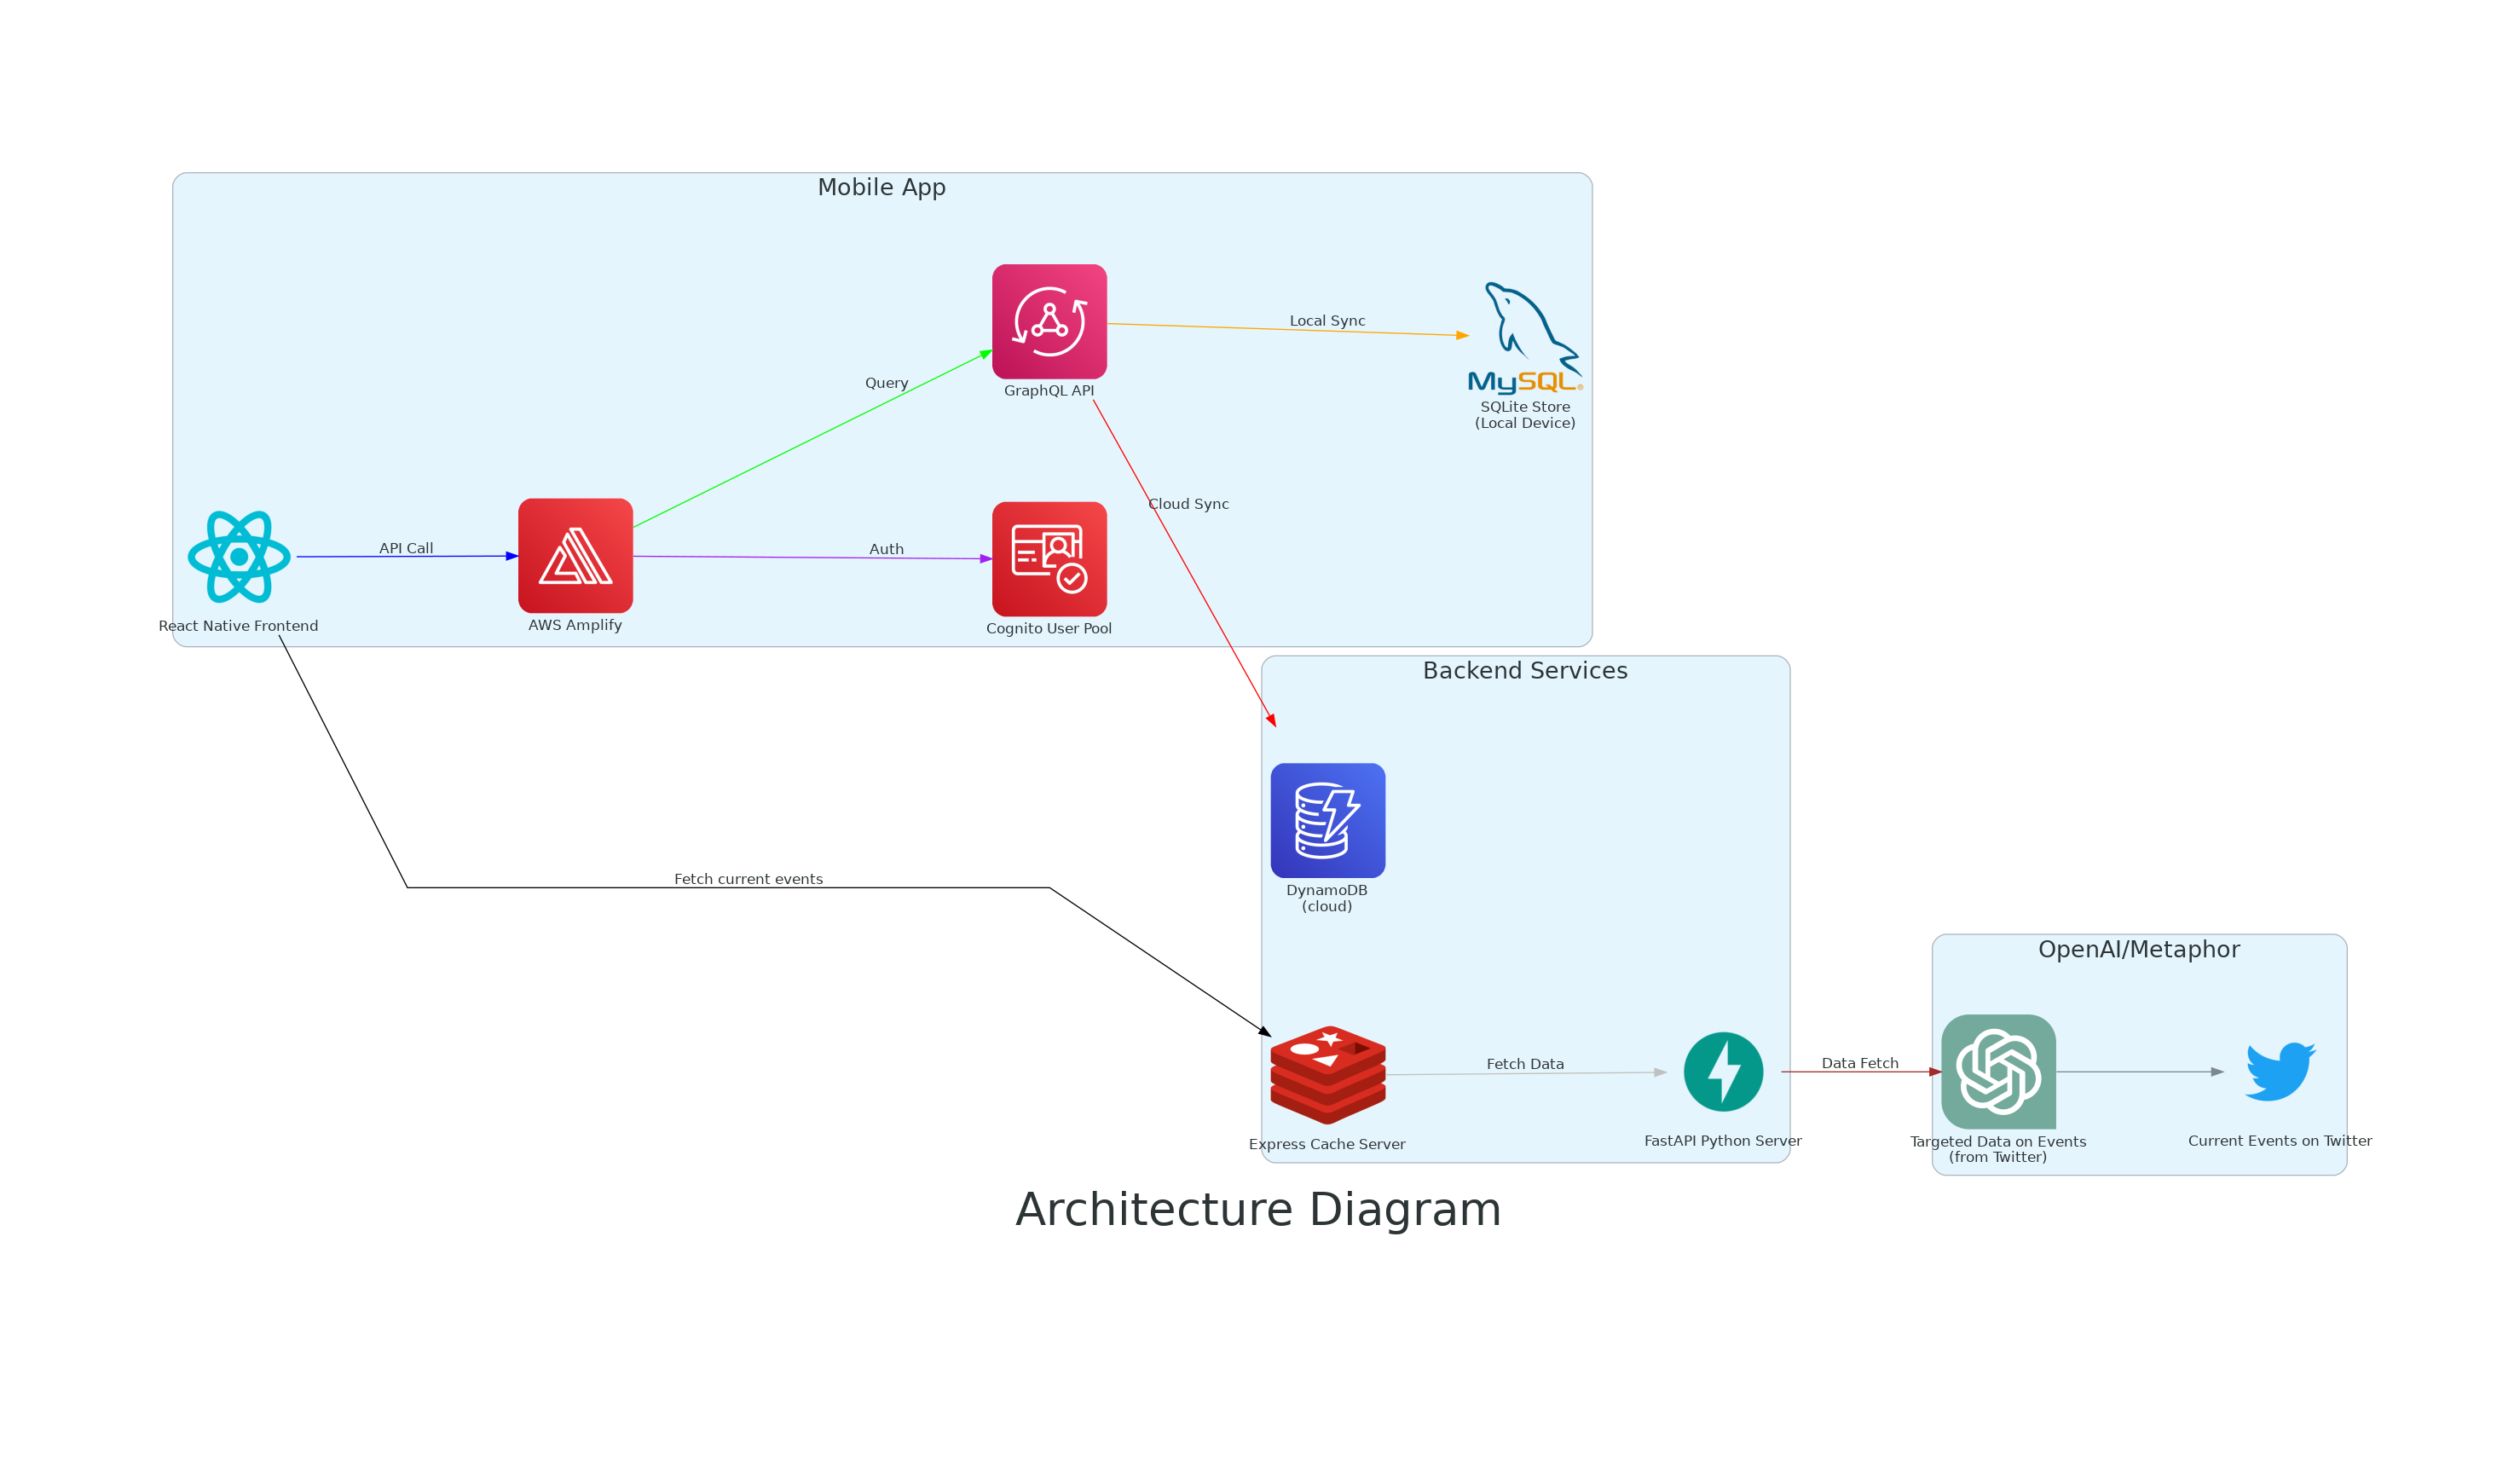 Mobile App
Local Sync
MySQL
Query
GraphQL API
SQLite Store
(Local Device)
Cloud Sync
API Call
Auth
React Native Frontend
AWS Amplify
Cognito User Pool
Backend Services
Fetch current events
DynamoDB
(cloud)
OpenAI/Metaphor
Fetch Data
Data Fetch
Express Cache Server
FastAPI Python Server
Targeted Data on Events
(from Twitter)
Current Events on Twitter
Architecture Diagram